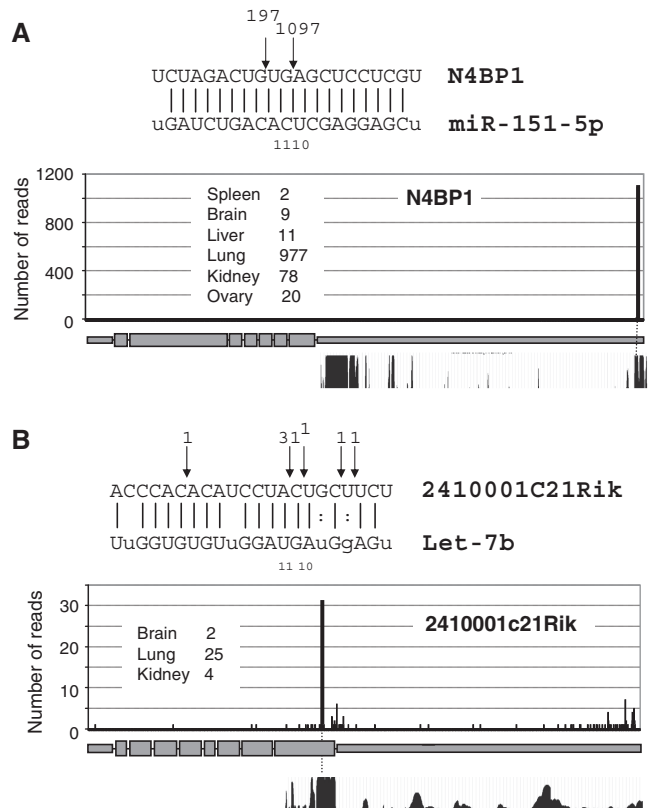 A
197
1097
UCUAGACUGUGAGCUCCUCGU N4BP1
uGAUCUGACACUCGAGGAGCu miR-151-5p
1110
Number of reads
1200
800
400
0
N4BP1
Spleen 2
Brain 9
Liver 11
Lung 977
Kidney 78
Ovary 20
B
1 31 1 1 1
ACCCACACAUCCUACUGCUUCU 2410001C21Rik
UuGGUGUGUuGGAUGAuGgAGu Let-7b
11 10
Number of reads
30
20
10
0
2410001c21Rik
Brain 2
Lung 25
Kidney 4